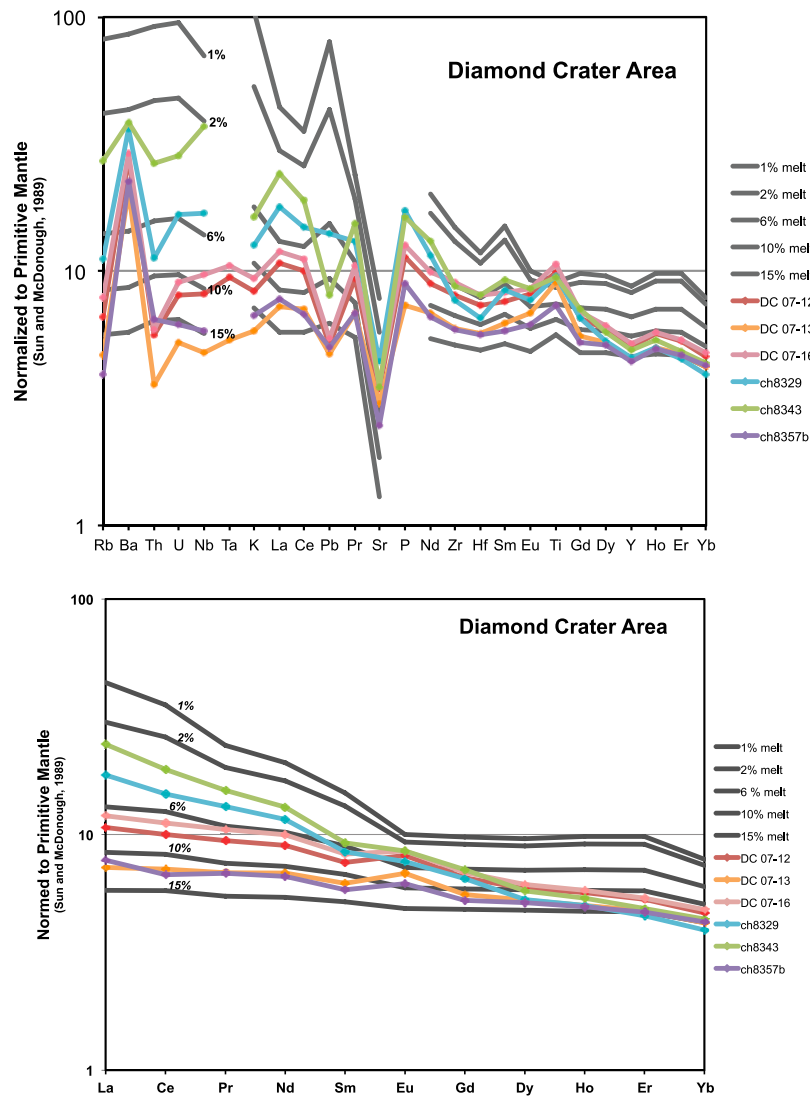 100
Diamond Crater Area
1%
2%
6%
10%
15%
Normalized to Primitive Mantle
(Sun and McDonough, 1989)
10
1
Rb Ba Th U Nb Ta K La Ce Pb Pr Sr P Nd Zr Hf Sm Eu Ti Gd Dy Y Ho Er Yb
1% melt
2% melt
6% melt
10% melt
15% melt
DC 07-12
DC 07-13
DC 07-16
ch8329
ch8343
ch8357b
100
Diamond Crater Area
1%
2%
6%
10%
15%
Normed to Primitive Mantle
(Sun and McDonough, 1989)
10
1
La Ce Pr Nd Sm Eu Gd Dy Ho Er Yb
1% melt
2% melt
6 % melt
10% melt
15% melt
DC 07-12
DC 07-13
DC 07-16
ch8329
ch8343
ch8357b